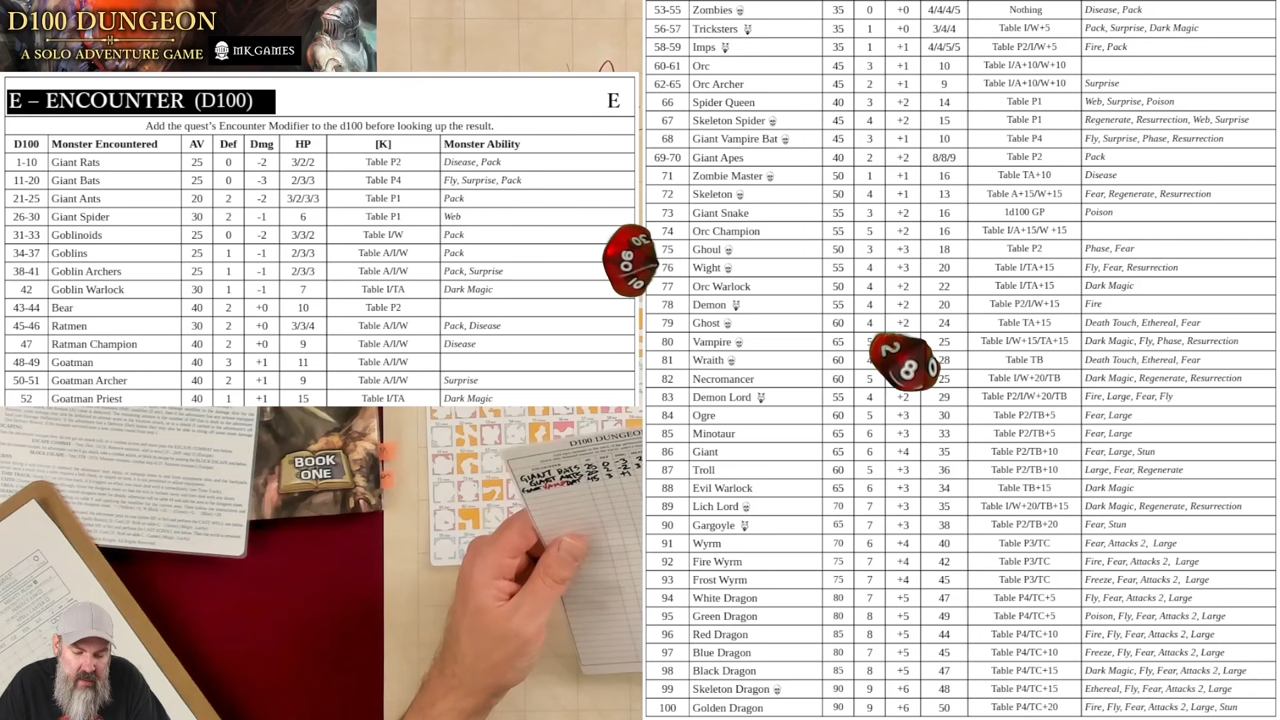 D100 DUNGEON
A SOLO ADVENTURE GAME
MK GAMES
E – ENCOUNTER (D100) E
Add the quest's Encounter Modifier to the d100 before looking up the result.
D100 Monster Encountered AV Def Dmg HP [K] Monster Ability
1-10 Giant Rats 25 0 -2 3/2/2 Table P2 Disease, Pack
11-20 Giant Bats 25 0 -3 2/3/3 Table P4 Fly, Surprise, Pack
21-25 Giant Ants 20 2 -2 3/2/3/3 Table P1 Pack
26-30 Giant Spider 30 2 -1 6 Table P1 Web
31-33 Goblinoids 25 0 -2 3/3/2 Table I/W Pack
34-37 Goblins 25 1 -1 2/3/3 Table A/I/W Pack
38-41 Goblin Archers 25 1 -1 2/3/3 Table A/I/W Pack, Surprise
42 Goblin Warlock 30 1 -1 7 Table I/TA Dark Magic
43-44 Bear 40 2 +0 10 Table P2
45-46 Ratmen 30 2 +0 3/3/4 Table A/I/W Pack, Disease
47 Ratman Champion 40 2 +0 9 Table A/I/W Disease
48-49 Goatman 40 3 +1 11 Table A/I/W
50-51 Goatman Archer 40 2 +1 9 Table A/I/W Surprise
52 Goatman Priest 40 1 +1 15 Table I/TA Dark Magic
53-55 Zombies 35 0 +0 4/4/4/5 Nothing Disease, Pack
56-57 Tricksters 35 1 +0 3/4/4 Table I/W+5 Pack, Surprise, Dark Magic
58-59 Imps 35 1 +1 4/4/5/5 Table P2/I/W+5 Fire, Pack
60-61 Orc 45 3 +1 10 Table I/A+10/W+10
62-65 Orc Archer 45 2 +1 9 Table I/A+10/W+10 Surprise
66 Spider Queen 40 3 +2 14 Table P1 Web, Surprise, Poison
67 Skeleton Spider 45 4 +2 15 Table P1 Regenerate, Resurrection, Web, Surprise
68 Giant Vampire Bat 45 3 +1 10 Table P4 Fly, Surprise, Phase, Resurrection
69-70 Giant Apes 40 2 +2 8/8/9 Table P2 Pack
71 Zombie Master 50 1 +1 16 Table TA+10 Disease
72 Skeleton 50 4 +1 13 Table A+15/W+15 Fear, Regenerate, Resurrection
73 Giant Snake 55 3 +2 16 1d100 GP Poison
74 Orc Champion 55 5 +2 16 Table I/A+15/W +15
75 Ghoul 50 3 +3 18 Table P2 Phase, Fear
76 Wight 55 4 +3 20 Table I/TA+15 Fly, Fear, Resurrection
77 Orc Warlock 50 4 +2 22 Table I/TA+15 Dark Magic
78 Demon 55 4 +2 20 Table P2/I/W+15 Fire
79 Ghost 60 4 +2 24 Table TA+15 Death Touch, Ethereal, Fear
80 Vampire 65 25 Table I/W+15/TA+15 Dark Magic, Fly, Phase, Resurrection
81 Wraith 60 28 Table TB Death Touch, Ethereal, Fear
82 Necromancer 60 5 25 Table I/W+20/TB Dark Magic, Regenerate, Resurrection
83 Demon Lord 55 4 +2 29 Table P2/I/W+20/TB Fire, Large, Fear, Fly
84 Ogre 60 5 +3 30 Table P2/TB+5 Fear, Large
85 Minotaur 65 6 +3 33 Table P2/TB+5 Fear, Large
86 Giant 65 6 +4 35 Table P2/TB+10 Fear, Large, Stun
87 Troll 60 5 +3 36 Table P2/TB+10 Large, Fear, Regenerate
88 Evil Warlock 65 6 +3 34 Table TB+15 Dark Magic
89 Lich Lord 70 7 +3 35 Table I/W+20/TB+15 Dark Magic, Regenerate, Resurrection
90 Gargoyle 65 7 +3 38 Table P2/TB+20 Fear, Stun
91 Wyrm 70 6 +4 40 Table P3/TC Fear, Attacks 2, Large
92 Fire Wyrm 75 7 +4 42 Table P3/TC Fire, Fear, Attacks 2, Large
93 Frost Wyrm 75 7 +4 45 Table P3/TC Freeze, Fear, Attacks 2, Large
94 White Dragon 80 7 +5 47 Table P4/TC+5 Fly, Fear, Attacks 2, Large
95 Green Dragon 80 8 +5 49 Table P4/TC+5 Poison, Fly, Fear, Attacks 2, Large
96 Red Dragon 85 8 +5 44 Table P4/TC+10 Fire, Fly, Fear, Attacks 2, Large
97 Blue Dragon 80 7 +5 45 Table P4/TC+10 Freeze, Fly, Fear, Attacks 2, Large
98 Black Dragon 85 8 +5 47 Table P4/TC+15 Dark Magic, Fly, Fear, Attacks 2, Large
99 Skeleton Dragon 90 9 +6 48 Table P4/TC+15 Ethereal, Fly, Fear, Attacks 2, Large
100 Golden Dragon 90 9 +6 50 Table P4/TC+20 Fire, Fly, Fear, Attacks 2, Large, Stun
30
90
10
2
8
0
BOOK
ONE
D100 DUNGEO
GIANT RATS